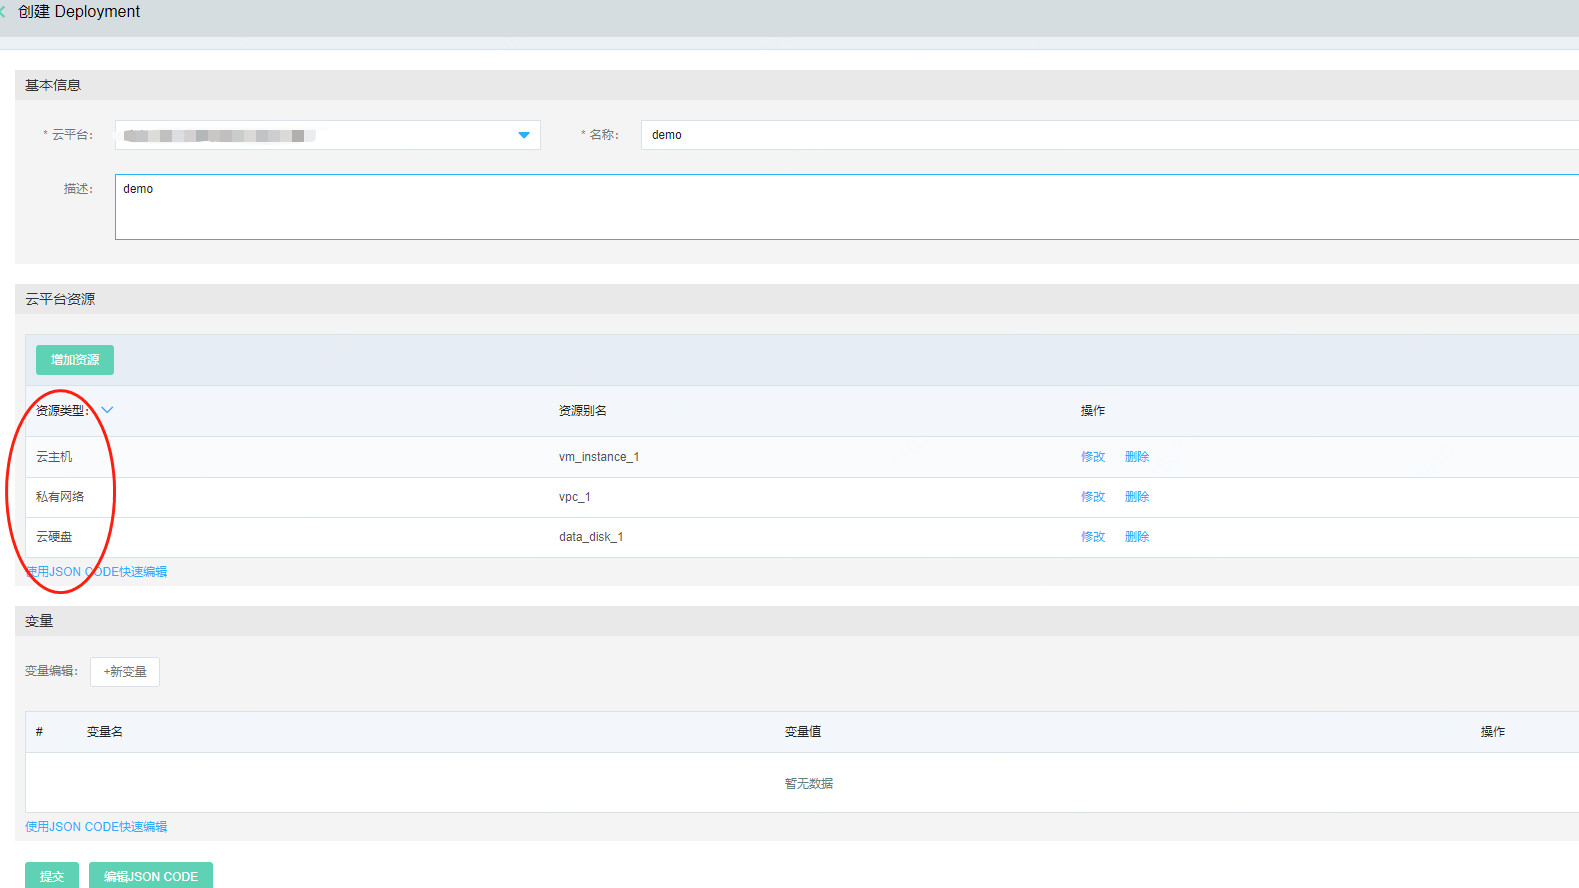 创建 Deployment
基本信息
* 云平台:
* 名称: demo
描述: demo
云平台资源
增加资源
资源类型: 资源别名 操作
云主机 vm_instance_1 修改 删除
私有网络 vpc_1 修改 删除
云硬盘 data_disk_1 修改 删除
使用JSON CODE快速编辑
变量
变量编辑: +新变量
# 变量名 变量值 操作
暂无数据
使用JSON CODE快速编辑
提交 编辑JSON CODE